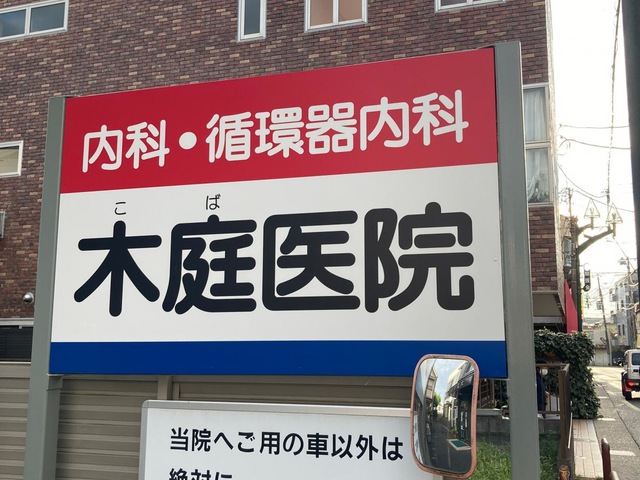 内科・循環器内科
こ ば
木庭医院
当院へご用の車以外は
絶対に